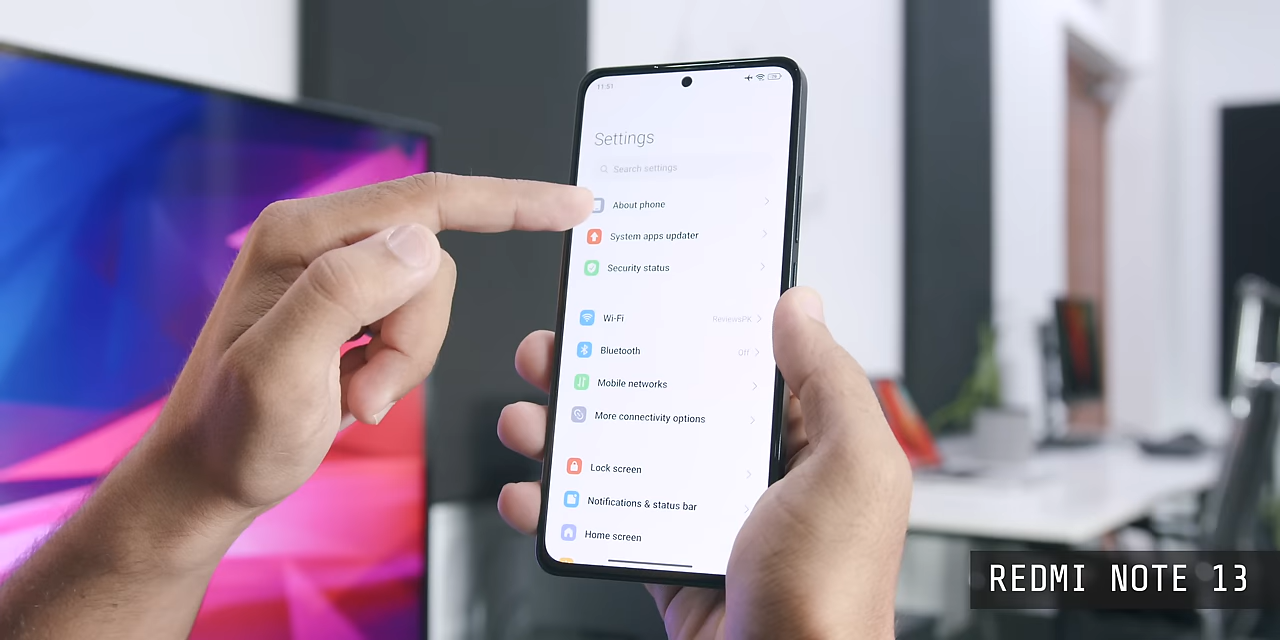 11:51
Settings
Search settings
About phone
System apps updater
Security status
Wi-Fi ReviewsPK
Bluetooth Off
Mobile networks
More connectivity options
Lock screen
Notifications & status bar
Home screen
REDMI NOTE 13